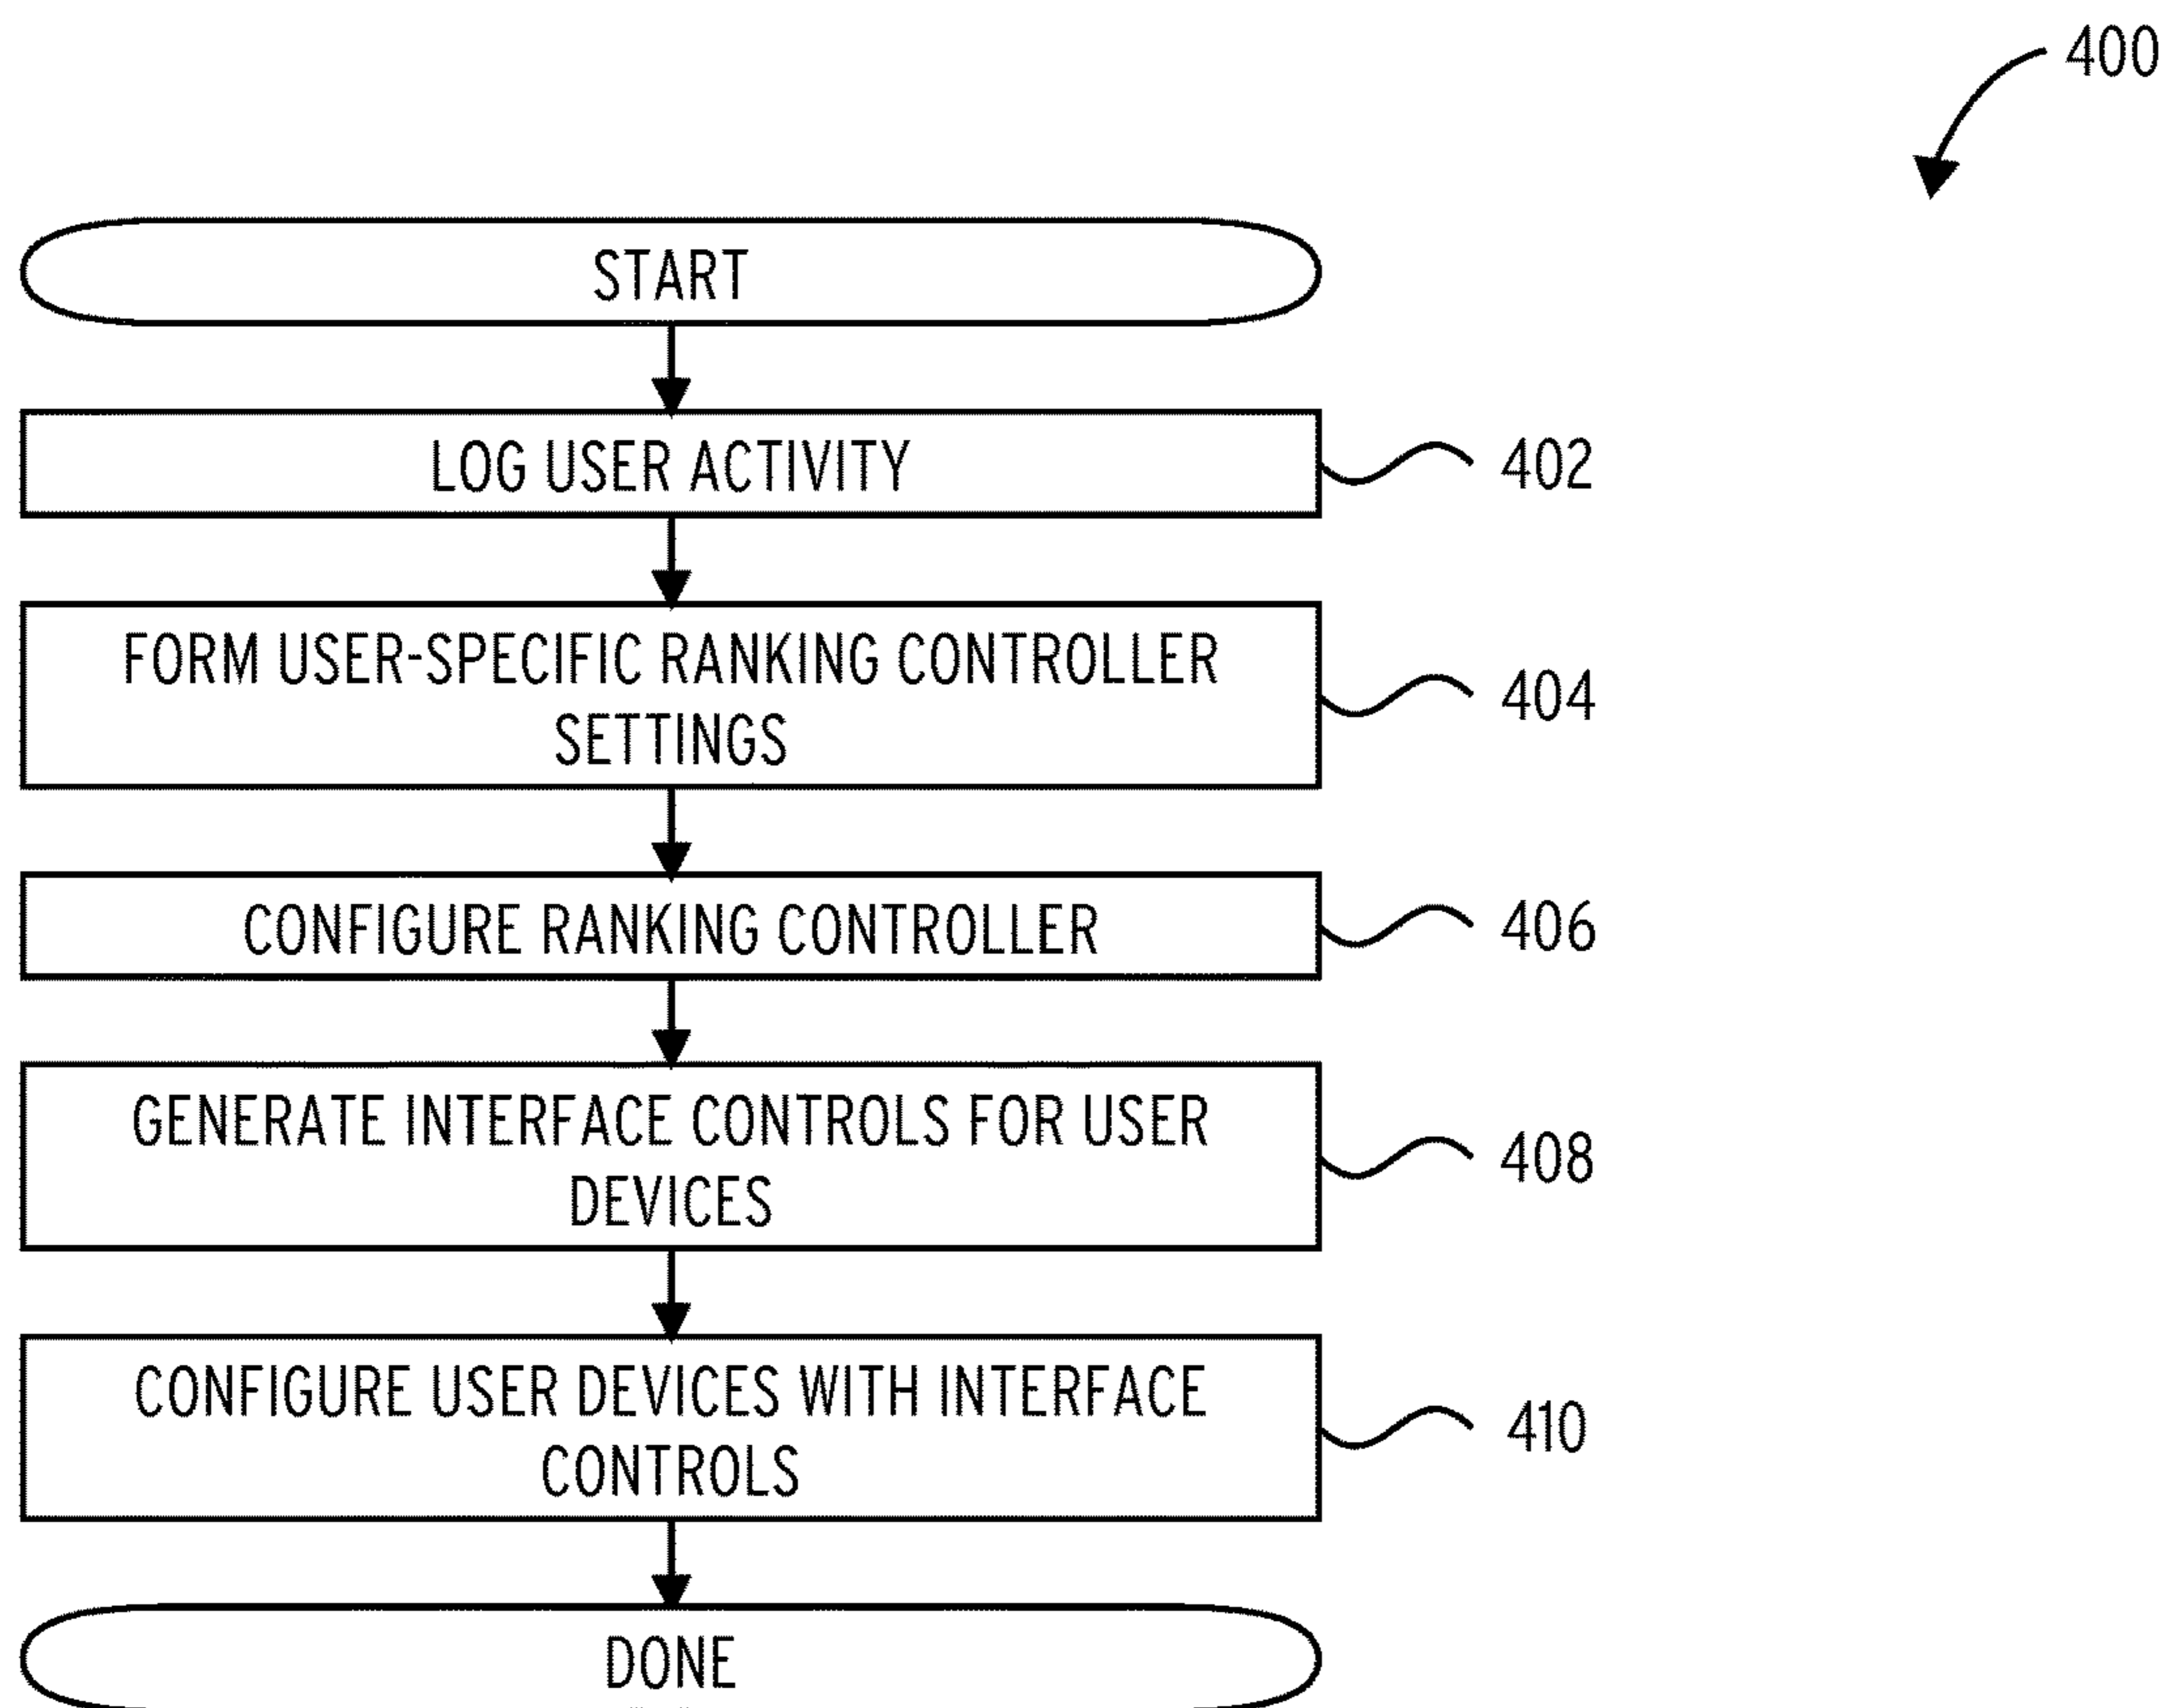 400
START
LOG USER ACTIVITY
402
FORM USER-SPECIFIC RANKING CONTROLLER
SETTINGS
404
CONFIGURE RANKING CONTROLLER
406
GENERATE INTERFACE CONTROLS FOR USER
DEVICES
408
CONFIGURE USER DEVICES WITH INTERFACE
CONTROLS
410
DONE